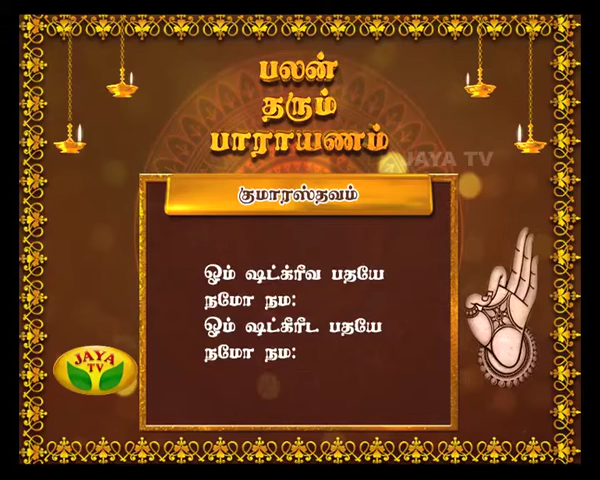 பலன்
தரும்
பாராயணம்
JAYA TV
குமாரஸ்தவம்
ஓம் ஷட்க்ரீவ பதயே
நமோ நம:
ஓம் ஷட்கிரீட பதயே
நமோ நம:
JAYA
TV